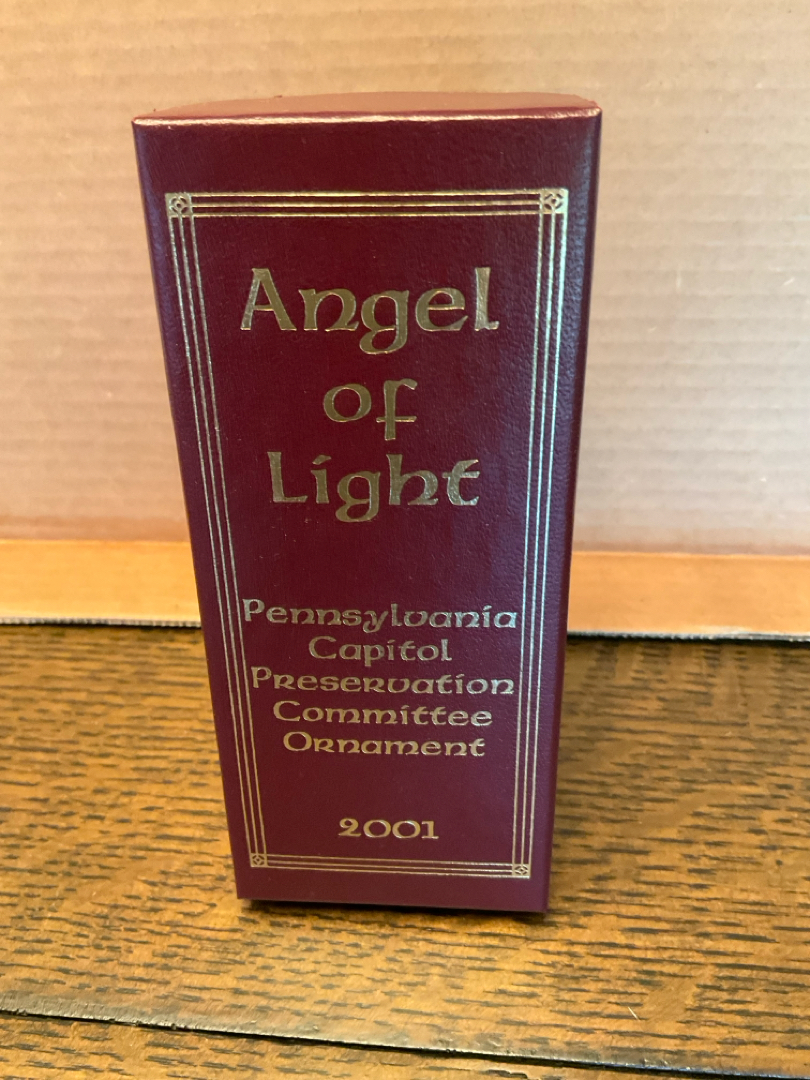 Angel
of
Light
Pennsylvania
Capitol
Preservation
Committee
Ornament
2001